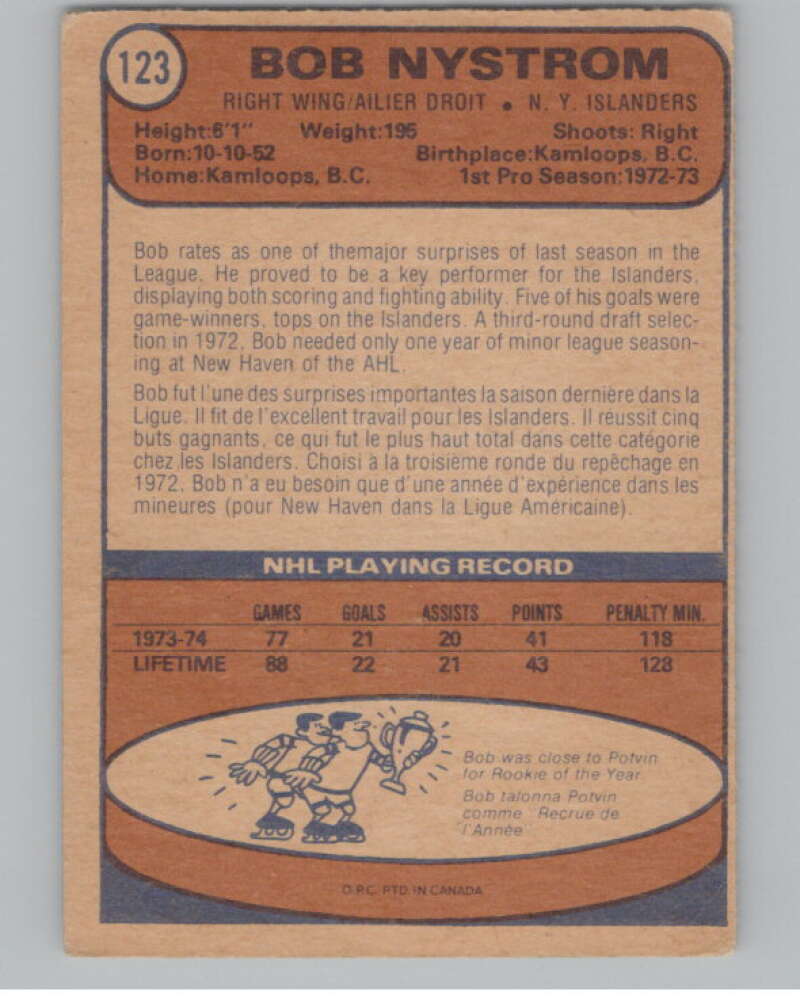 123
BOB NYSTROM
RIGHT WING/AILIER DROIT • N. Y. ISLANDERS
Height:6'1" Weight:195 Shoots: Right
Born:10-10-52 Birthplace:Kamloops, B.C.
Home:Kamloops, B.C. 1st Pro Season:1972-73
Bob rates as one of themajor surprises of last season in the
League. He proved to be a key performer for the Islanders,
displaying both scoring and fighting ability. Five of his goals were
game-winners, tops on the Islanders. A third-round draft selec-
tion in 1972, Bob needed only one year of minor league season-
ing at New Haven of the AHL.
Bob fut l'une des surprises importantes la saison dernière dans la
Ligue. Il fit de l'excellent travail pour les Islanders. Il reussit cinq
buts gagnants, ce qui fut le plus haut total dans cette catégorie
chez les Islanders. Choisi à la troisième ronde du repêchage en
1972, Bob n'a eu besoin que d'une année d'expérience dans les
mineures (pour New Haven dans la Ligue Américaine).
NHL PLAYING RECORD
GAMES GOALS ASSISTS POINTS PENALTY MIN.
1973-74 77 21 20 41 118
LIFETIME 88 22 21 43 128
Bob was close to Potvin
for Rookie of the Year.
Bob talonna Potvin
comme "Recrue de
l'Année"
O.P.C. PTD. IN CANADA